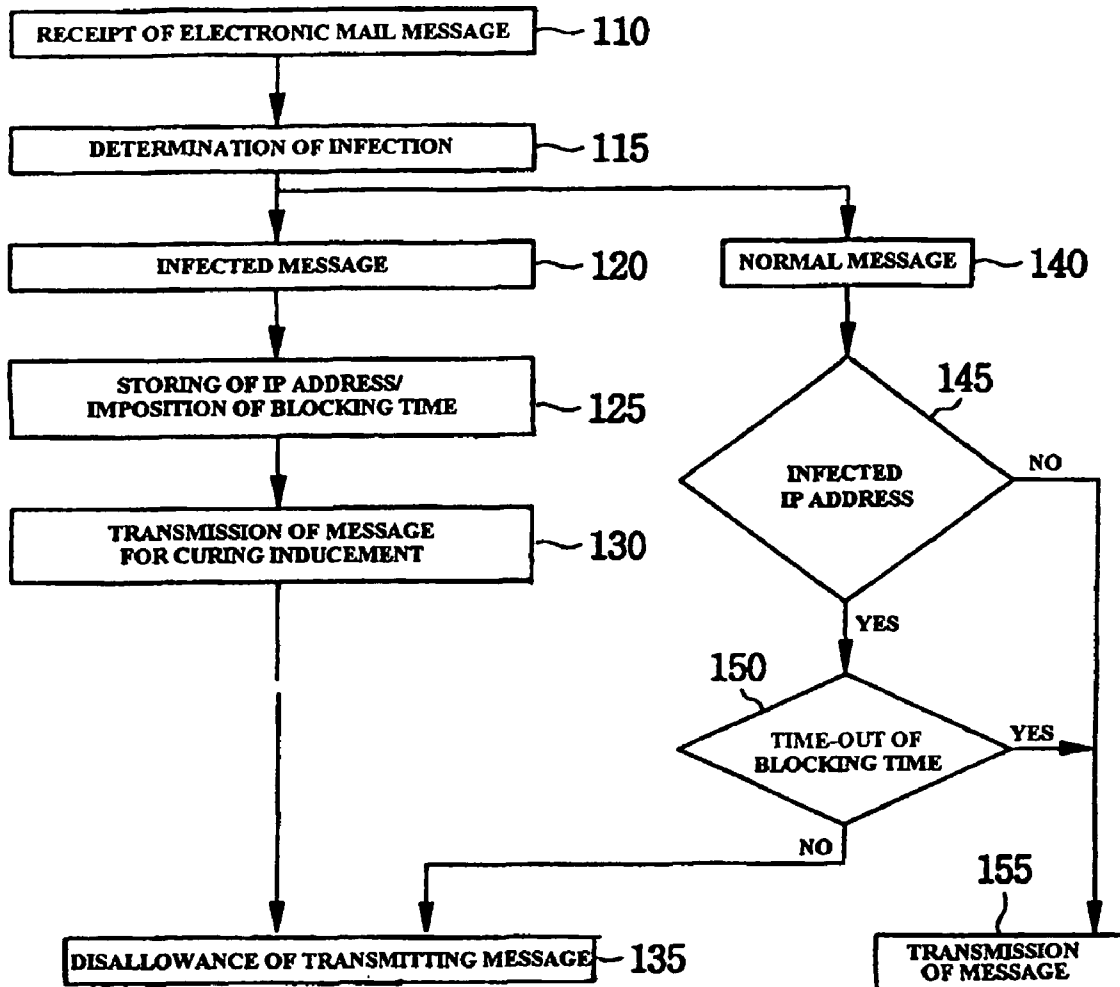 RECEIPT OF ELECTRONIC MAIL MESSAGE 110
DETERMINATION OF INFECTION 115
INFECTED MESSAGE 120
NORMAL MESSAGE 140
STORING OF IP ADDRESS/
IMPOSITION OF BLOCKING TIME 125
145
INFECTED
IP ADDRESS
NO
TRANSMISSION OF MESSAGE
FOR CURING INDUCEMENT 130
YES
150
TIME-OUT OF
BLOCKING TIME
YES
NO
155
DISALLOWANCE OF TRANSMITTING MESSAGE 135
TRANSMISSION
OF MESSAGE